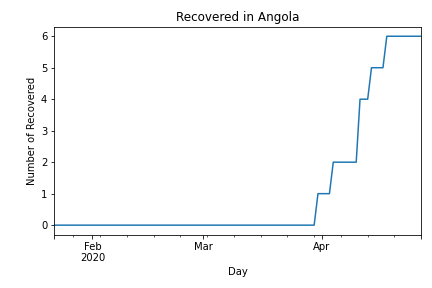 Recovered in Angola
Number of Recovered
6
5
4
3
2
1
0
Feb
2020
Mar
Apr
Day